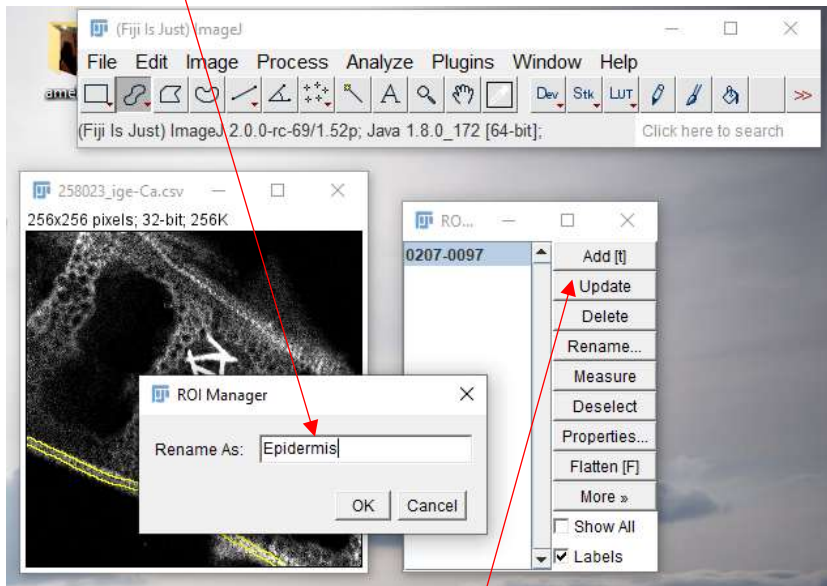 (Fiji Is Just) ImageJ
File Edit Image Process Analyze Plugins Window Help
A Dev Stk LUT >>
(Fiji Is Just) ImageJ 2.0.0-rc-69/1.52p; Java 1.8.0_172 [64-bit];
Click here to search
258023_ige-Ca.csv
256x256 pixels; 32-bit; 256K
RO...
0207-0097
Add [t]
Update
Delete
Rename...
Measure
Deselect
Properties...
Flatten [F]
More »
Show All
Labels
ROI Manager
Rename As: Epidermis
OK Cancel